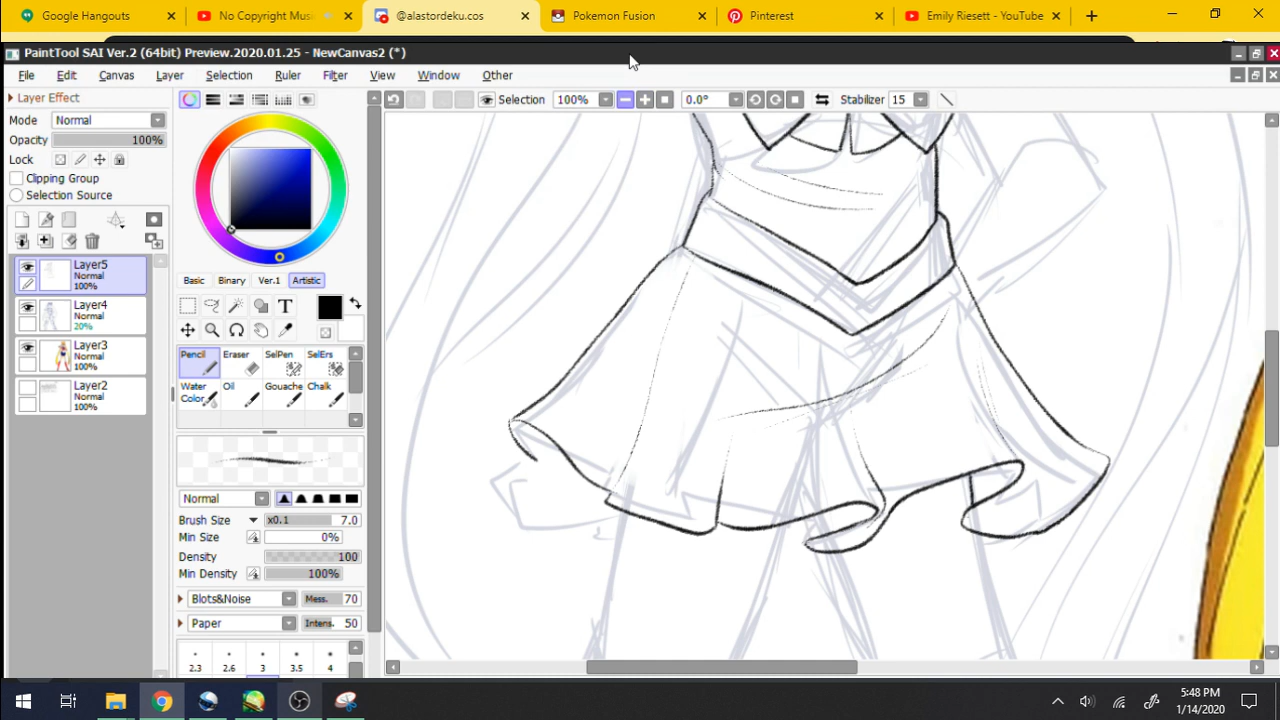 Google Hangouts
No Copyright Musi
@alastordeku.cos
Pokemon Fusion
Pinterest
Emily Riesett - YouTube
PaintTool SAI Ver.2 (64bit) Preview.2020.01.25 - NewCanvas2 (*)
File Edit Canvas Layer Selection Ruler Filter View Window Other
Layer Effect
Selection 100% 0.0° Stabilizer 15
Mode Normal
Opacity 100%
Lock
Clipping Group
Selection Source
Layer5
Normal
100%
Layer4
Normal
20%
Layer3
Normal
100%
Layer2
Normal
100%
Basic Binary Ver.1 Artistic
T
Pencil Eraser SelPen SelErs
Water Color Oil Gouache Chalk
Normal
Brush Size x0.1 7.0
Min Size 0%
Density 100
Min Density 100%
Blots&Noise Mess. 70
Paper Intens. 50
2.3 2.6 3 3.5 4
5:48 PM
1/14/2020